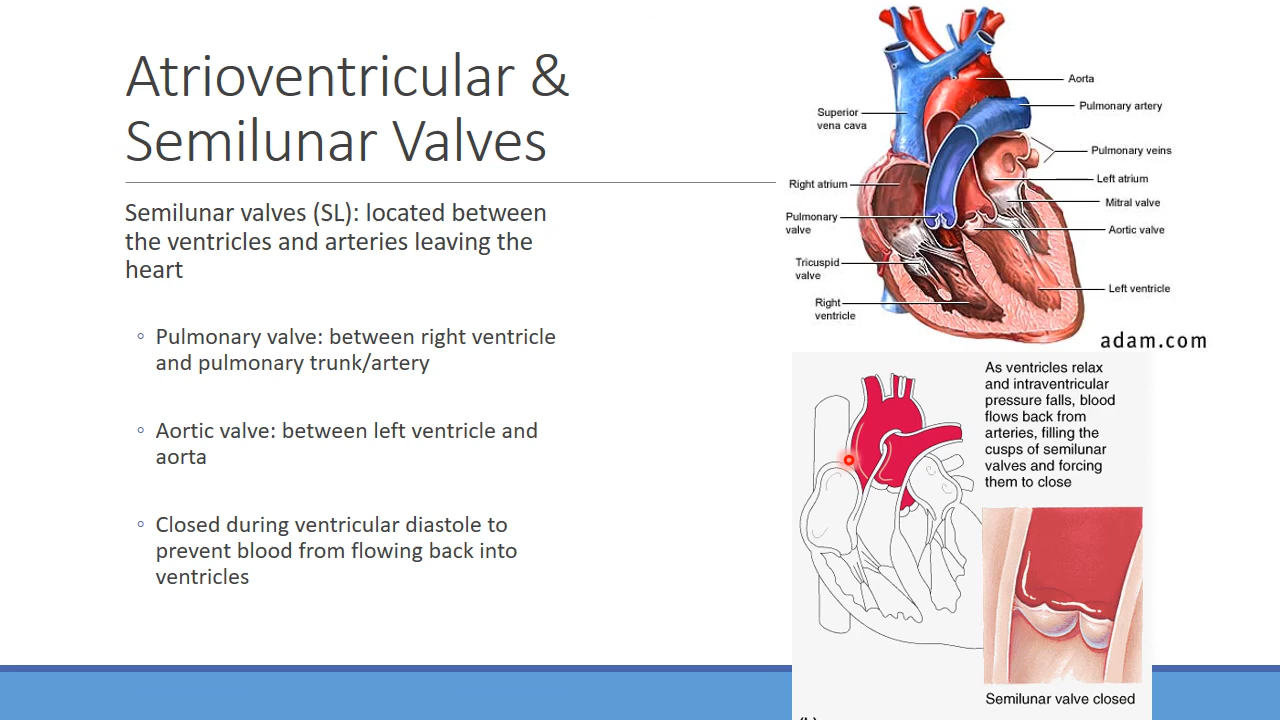 Atrioventricular &
Semilunar Valves
Semilunar valves (SL): located between
the ventricles and arteries leaving the
heart
◦ Pulmonary valve: between right ventricle
and pulmonary trunk/artery
◦ Aortic valve: between left ventricle and
aorta
◦ Closed during ventricular diastole to
prevent blood from flowing back into
ventricles
Superior
vena cava
Right atrium
Pulmonary
valve
Tricuspid
valve
Right
ventricle
Aorta
Pulmonary artery
Pulmonary veins
Left atrium
Mitral valve
Aortic valve
Left ventricle
adam.com
As ventricles relax
and intraventricular
pressure falls, blood
flows back from
arteries, filling the
cusps of semilunar
valves and forcing
them to close
Semilunar valve closed